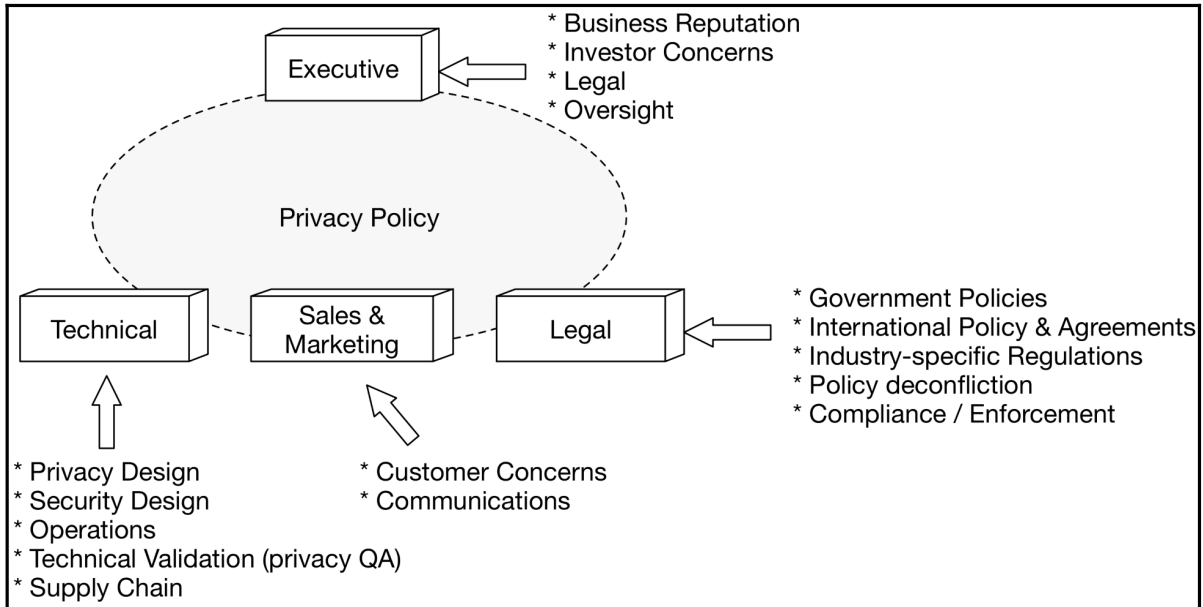 * Business Reputation
* Investor Concerns
* Legal
* Oversight
Executive
Privacy Policy
Technical
Sales &
Marketing
Legal
* Government Policies
* International Policy & Agreements
* Industry-specific Regulations
* Policy deconfliction
* Compliance / Enforcement
* Privacy Design
* Security Design
* Operations
* Technical Validation (privacy QA)
* Supply Chain
* Customer Concerns
* Communications